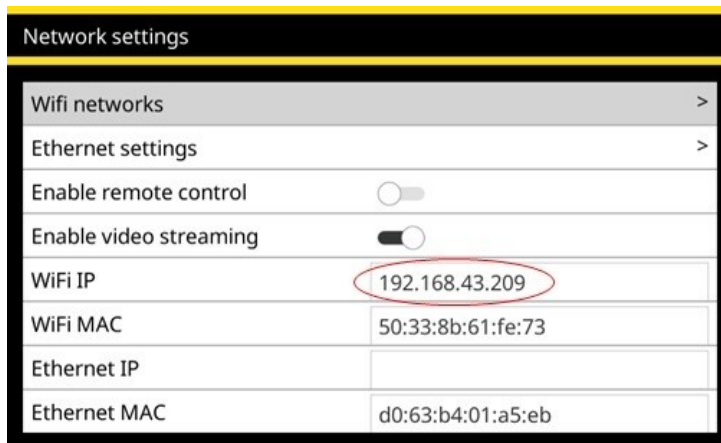 Network settings
Wifi networks >
Ethernet settings >
Enable remote control
Enable video streaming
WiFi IP 192.168.43.209
WiFi MAC 50:33:8b:61:fe:73
Ethernet IP
Ethernet MAC d0:63:b4:01:a5:eb